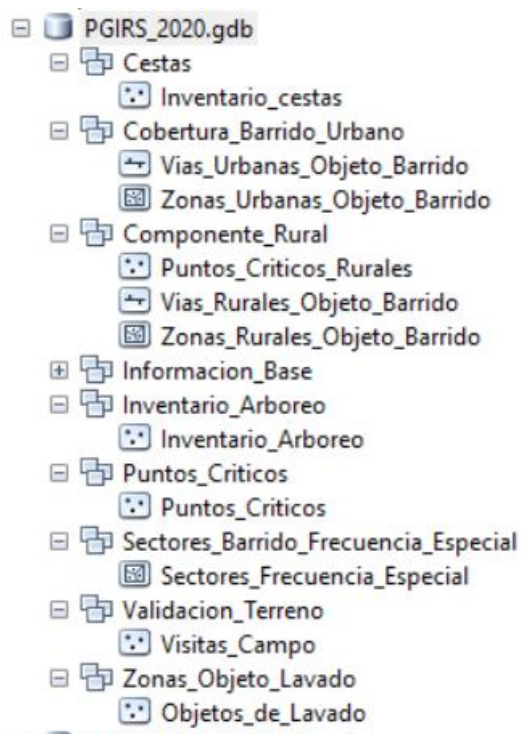 PGIRS_2020.gdb
Cestas
Inventario_cestas
Cobertura_Barrido_Urbano
Vias_Urbanas_Objeto_Barrido
Zonas_Urbanas_Objeto_Barrido
Componente_Rural
Puntos_Criticos_Rurales
Vias_Rurales_Objeto_Barrido
Zonas_Rurales_Objeto_Barrido
Informacion_Base
Inventario_Arboreo
Inventario_Arboreo
Puntos_Criticos
Puntos_Criticos
Sectores_Barrido_Frecuencia_Especial
Sectores_Frecuencia_Especial
Validacion_Terreno
Visitas_Campo
Zonas_Objeto_Lavado
Objetos_de_Lavado